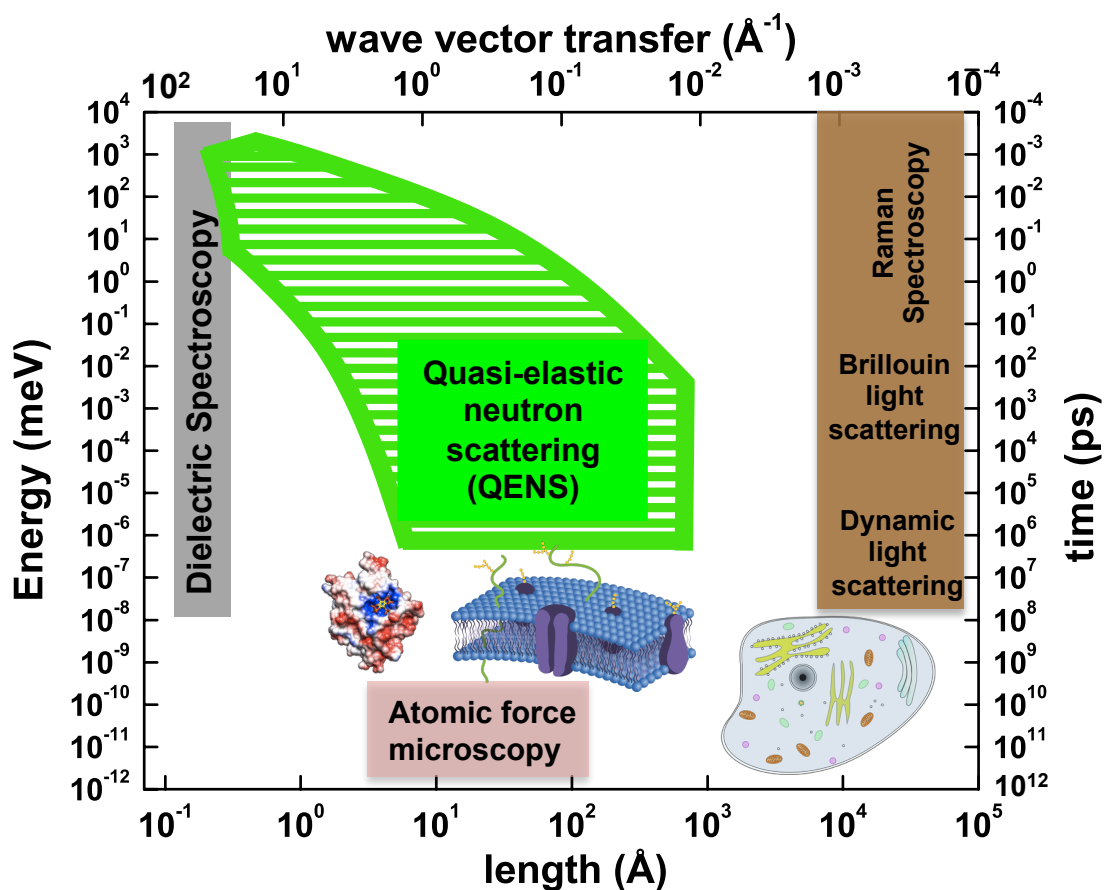 wave vector transfer (Å⁻¹)
10² 10¹ 10⁰ 10⁻¹ 10⁻² 10⁻³ 10⁻⁴
Energy (meV)
10⁴
10³
10²
10¹
10⁰
10⁻¹
10⁻²
10⁻³
10⁻⁴
10⁻⁵
10⁻⁶
10⁻⁷
10⁻⁸
10⁻⁹
10⁻¹⁰
10⁻¹¹
10⁻¹²
Dielectric Spectroscopy
Quasi-elastic
neutron
scattering
(QENS)
Atomic force
microscopy
Raman
Spectroscopy
Brillouin
light
scattering
Dynamic
light
scattering
10⁻⁴
10⁻³
10⁻²
10⁻¹
10⁰
10¹
10²
10³
10⁴
10⁵
10⁶
10⁷
10⁸
10⁹
10¹⁰
10¹¹
10¹²
time (ps)
10⁻¹ 10⁰ 10¹ 10² 10³ 10⁴ 10⁵
length (Å)